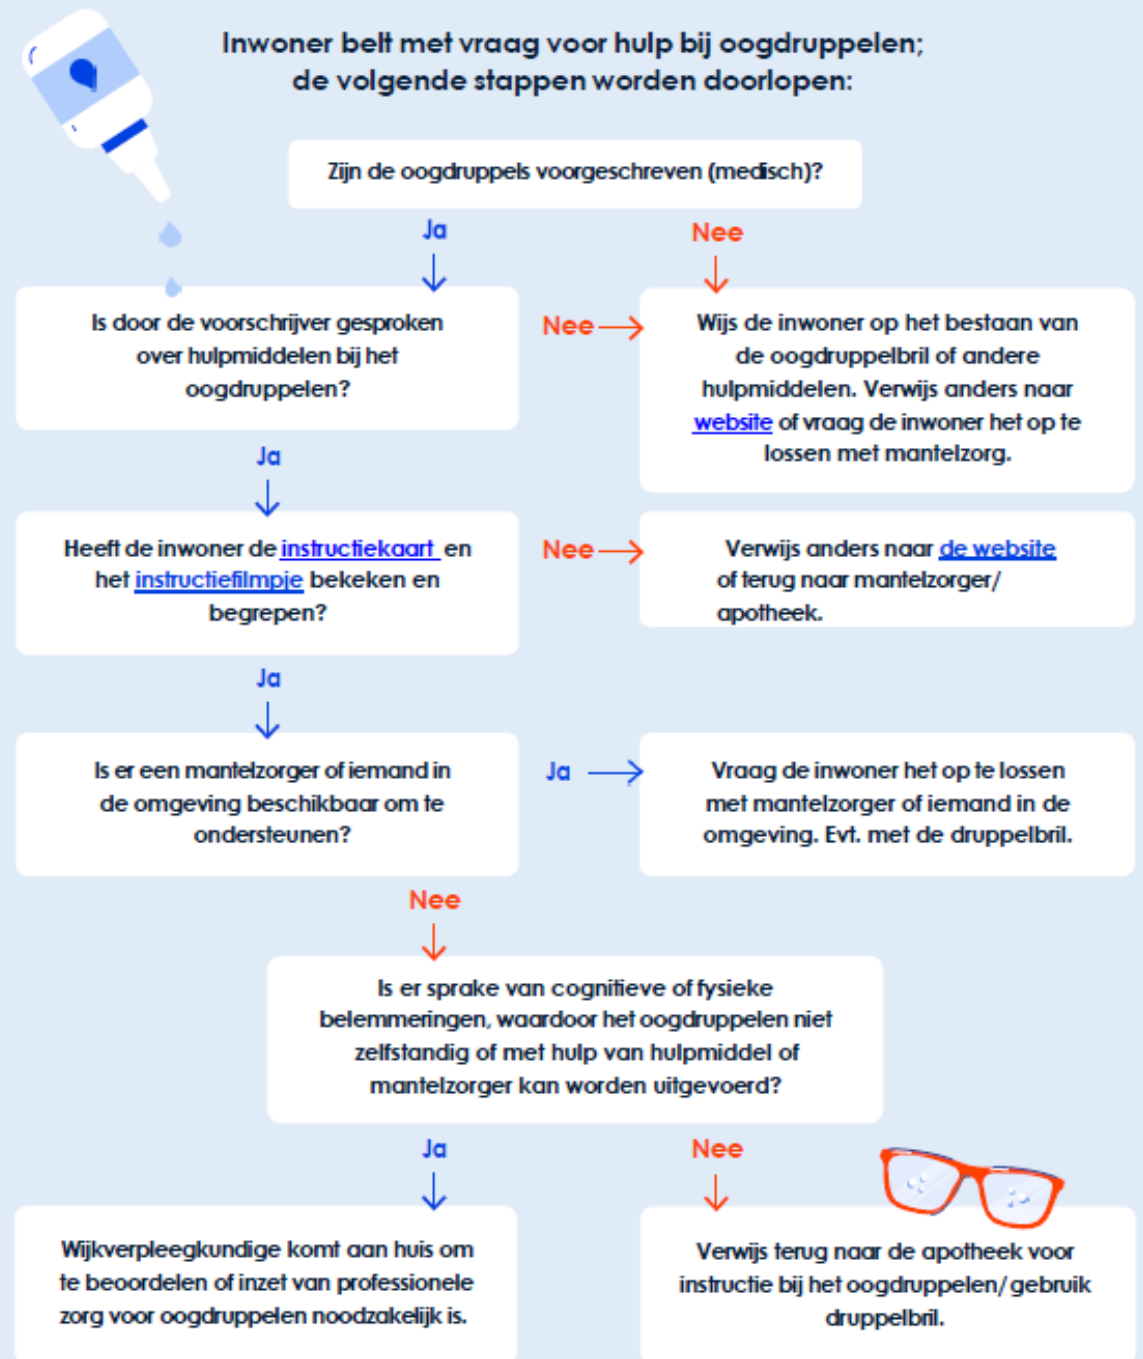 Inwoner belt met vraag voor hulp bij oogdruppelen;
de volgende stappen worden doorlopen:
Zijn de oogdruppels voorgeschreven (medisch)?
Ja
Nee
Is door de voorschrijver gesproken
over hulpmiddelen bij het
oogdruppelen?
Nee
Wijs de inwoner op het bestaan van
de oogdruppelbril of andere
hulpmiddelen. Verwijs anders naar
website of vraag de inwoner het op te
lossen met mantelzorg.
Ja
Heeft de inwoner de instructiekaart en
het instructiefilmpje bekeken en
begrepen?
Nee
Verwijs anders naar de website
of terug naar mantelzorger/
apotheek.
Ja
Is er een mantelzorger of iemand in
de omgeving beschikbaar om te
ondersteunen?
Ja
Vraag de inwoner het op te lossen
met mantelzorger of iemand in de
omgeving. Evt. met de druppelbril.
Nee
Is er sprake van cognitieve of fysieke
belemmeringen, waardoor het oogdruppelen niet
zelfstandig of met hulp van hulpmiddel of
mantelzorger kan worden uitgevoerd?
Ja
Nee
Wijkverpleegkundige komt aan huis om
te beoordelen of inzet van professionele
zorg voor oogdruppelen noodzakelijk is.
Verwijs terug naar de apotheek voor
instructie bij het oogdruppelen/gebruik
druppelbril.